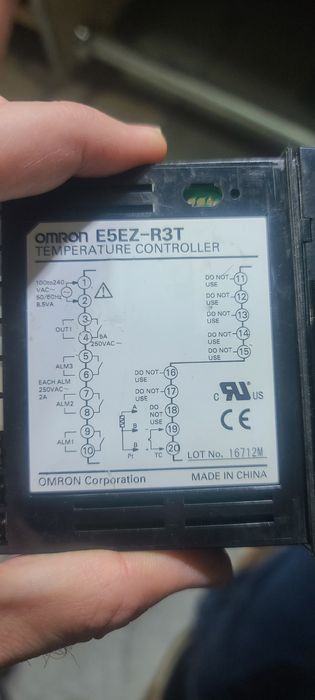 OMRON E5EZ-R3T
TEMPERATURE CONTROLLER
100to240
VAC~
50/60Hz
8.5VA
1
2
3
OUT1
4
5A
250VAC~
5
ALM3
6
EACH ALM
250VAC~
2A
7
ALM2
8
9
ALM1
10
DO NOT
USE
11
DO NOT
USE
12
DO NOT
USE
13
DO NOT
USE
14
DO NOT
USE
15
DO NOT
USE
16
DO NOT
USE
17
DO
NOT
USE
18
A
B
B
Pt
19
20
TC
C US
CE
LOT No. 16712M
OMRON Corporation
MADE IN CHINA